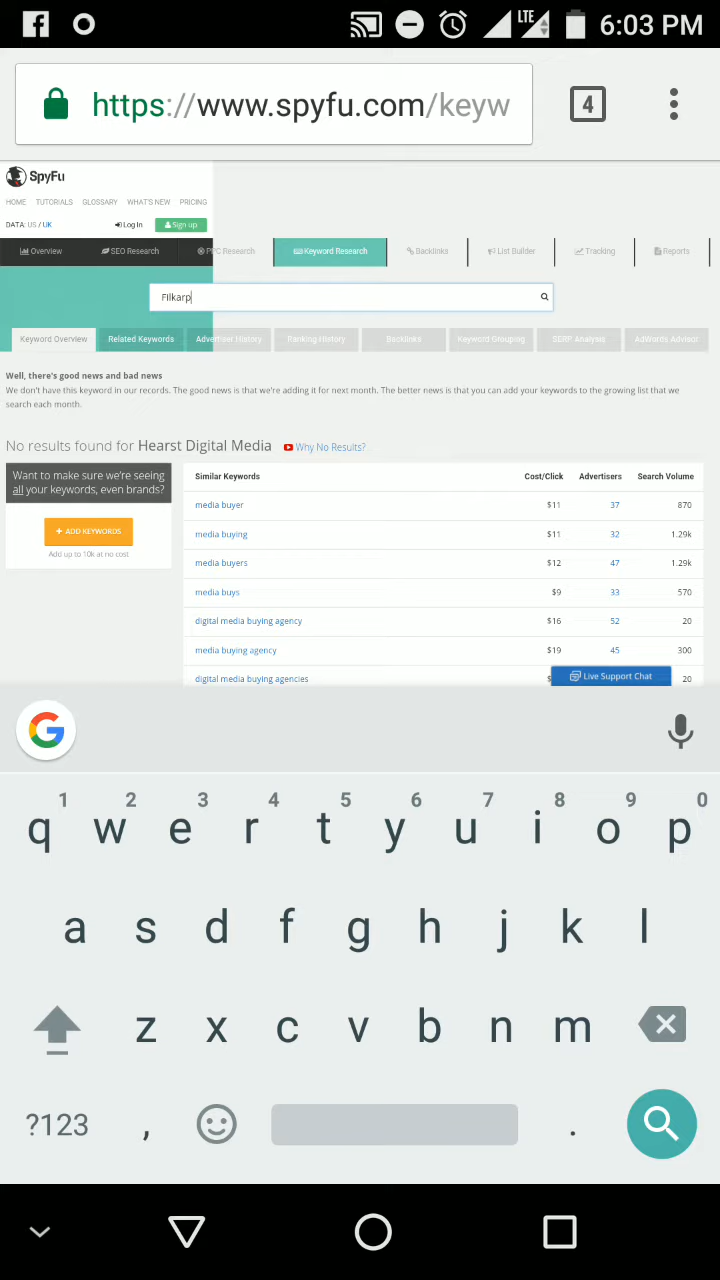 LTE 6:03 PM
https://www.spyfu.com/keyw 4
SpyFu
HOME TUTORIALS GLOSSARY WHAT'S NEW PRICING
DATA: US / UK Log In Sign up
Overview SEO Research PPC Research Keyword Research Backlinks List Builder Tracking Reports
Filkarp
Keyword Overview Related Keywords Advertiser History Ranking History Backlinks Keyword Grouping SERP Analysis AdWords Advisor
Well, there's good news and bad news
We don't have this keyword in our records. The good news is that we're adding it for next month. The better news is that you can add your keywords to the growing list that we
search each month.
No results found for Hearst Digital Media Why No Results?
Want to make sure we're seeing
all your keywords, even brands?
+ ADD KEYWORDS
Add up to 10k at no cost
Similar Keywords Cost/Click Advertisers Search Volume
media buyer $11 37 870
media buying $11 32 1.29k
media buyers $12 47 1.29k
media buys $9 33 570
digital media buying agency $16 52 20
media buying agency $19 45 300
digital media buying agencies 20
Live Support Chat
1 2 3 4 5 6 7 8 9 0
q w e r t y u i o p
a s d f g h j k l
z x c v b n m
?123 , .